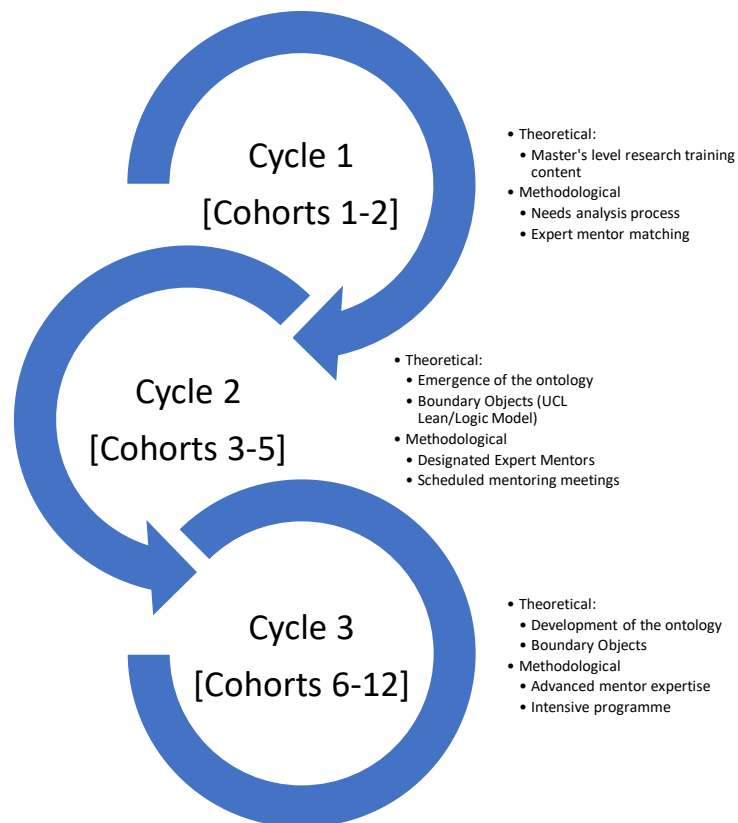 Cycle 1
[Cohorts 1-2]
• Theoretical:
• Master's level research training
content
• Methodological
• Needs analysis process
• Expert mentor matching
Cycle 2
[Cohorts 3-5]
• Theoretical:
• Emergence of the ontology
• Boundary Objects (UCL
Lean/Logic Model)
• Methodological
• Designated Expert Mentors
• Scheduled mentoring meetings
Cycle 3
[Cohorts 6-12]
• Theoretical:
• Development of the ontology
• Boundary Objects
• Methodological
• Advanced mentor expertise
• Intensive programme